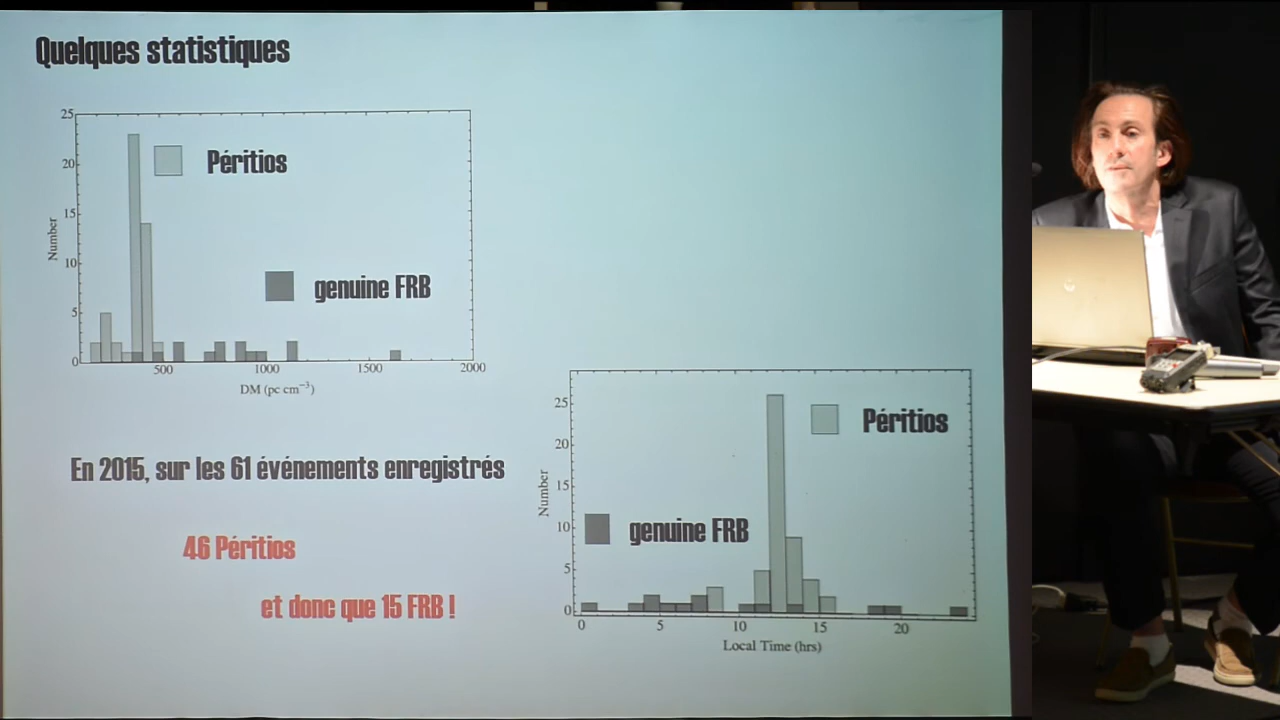 Quelques statistiques
25
20
15
10
5
0
Number
Péritios
genuine FRB
500
1000
1500
2000
DM (pc cm⁻³)
En 2015, sur les 61 événements enregistrés
46 Péritios
et donc que 15 FRB !
25
20
15
10
5
0
Number
Péritios
genuine FRB
0
5
10
15
20
Local Time (hrs)